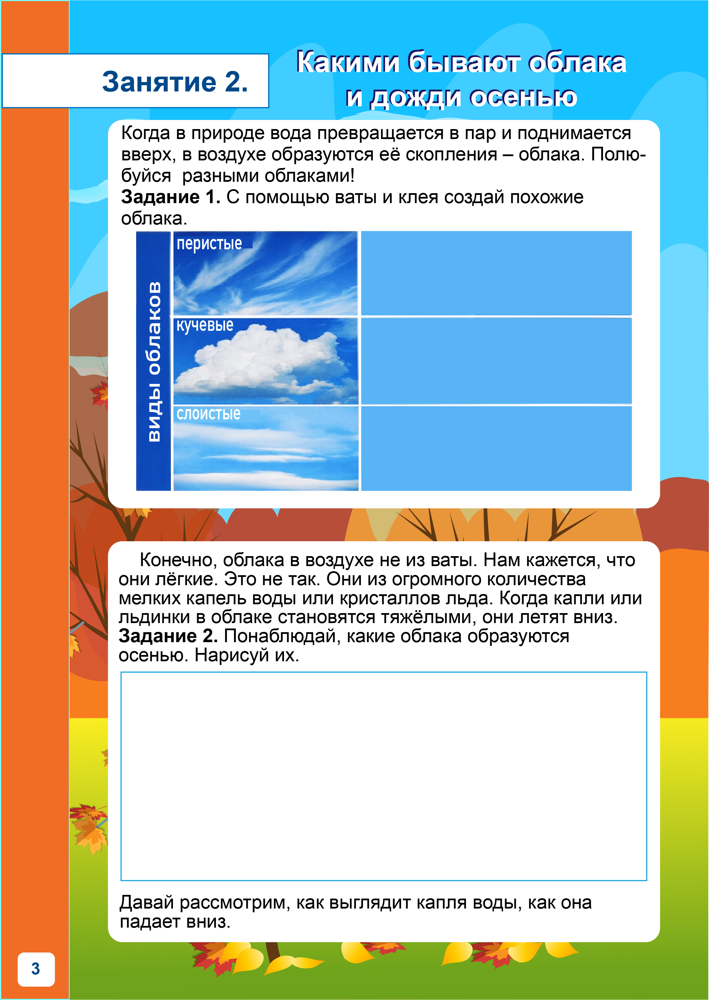 Занятие 2.
Какими бывают облака
и дожди осенью
Когда в природе вода превращается в пар и поднимается
вверх, в воздухе образуются её скопления – облака. Полю-
буйся  разными облаками!
Задание 1. С помощью ваты и клея создай похожие
облака.
виды облаков
перистые
кучевые
слоистые
Конечно, облака в воздухе не из ваты. Нам кажется, что
они лёгкие. Это не так. Они из огромного количества
мелких капель воды или кристаллов льда. Когда капли или
льдинки в облаке становятся тяжёлыми, они летят вниз.
Задание 2. Понаблюдай, какие облака образуются
осенью. Нарисуй их.
Давай рассмотрим, как выглядит капля воды, как она
падает вниз.
3